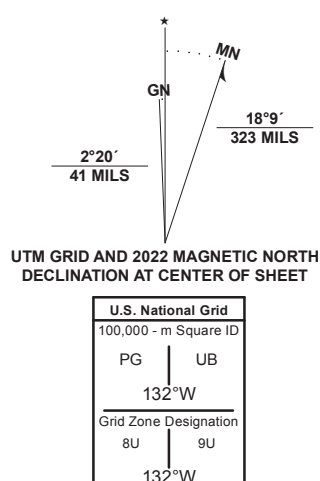 ★
MN
GN
18°9´
323 MILS
2°20´
41 MILS
UTM GRID AND 2022 MAGNETIC NORTH
DECLINATION AT CENTER OF SHEET
U.S. National Grid
100,000 - m Square ID
PG UB
132°W
Grid Zone Designation
8U 9U
132°W